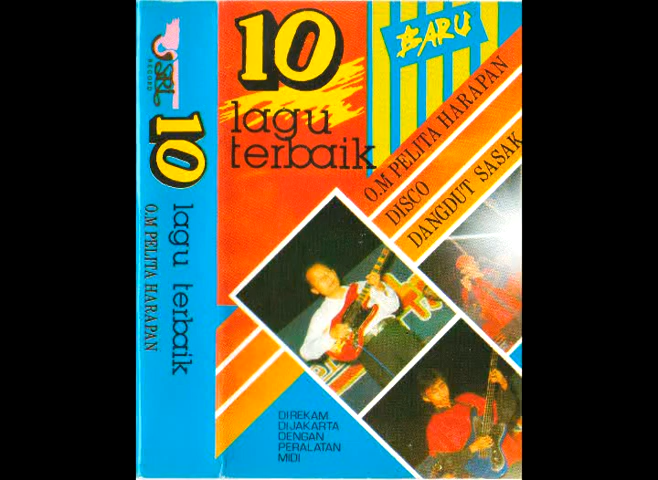 SRL
RECORD
10
lagu terbaik
O.M PELITA HARAPAN
10
lagu
terbaik
BARU
O.M PELITA HARAPAN
DISCO
DANGDUT SASAK
DIREKAM
DIJAKARTA
DENGAN
PERALATAN
MIDI